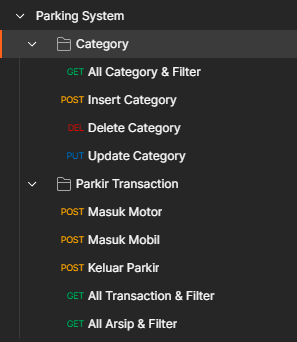 Parking System
Category
GET All Category & Filter
POST Insert Category
DEL Delete Category
PUT Update Category
Parkir Transaction
POST Masuk Motor
POST Masuk Mobil
POST Keluar Parkir
GET All Transaction & Filter
GET All Arsip & Filter